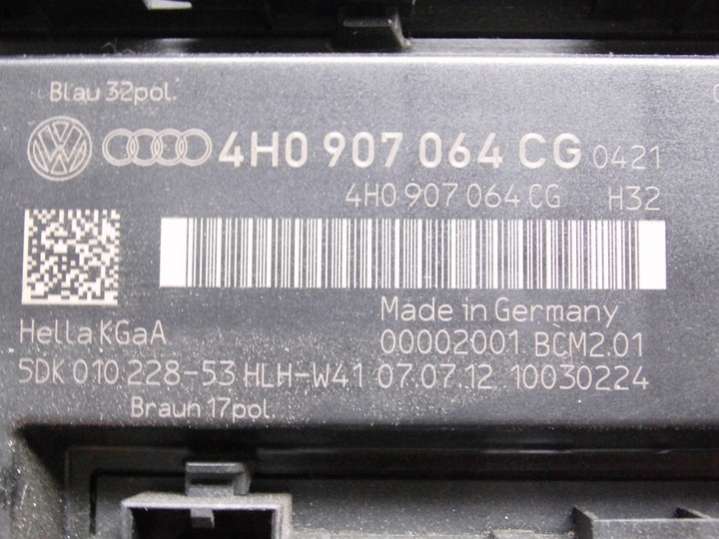 Blau 32pol.
4H0 907 064 CG 0421
4H0 907 064 CG H32
Made in Germany
Hella KGaA
00002001 BCM2.01
5DK 010 228-53 HLH-W41 07.07.12 10030224
Braun 17pol.